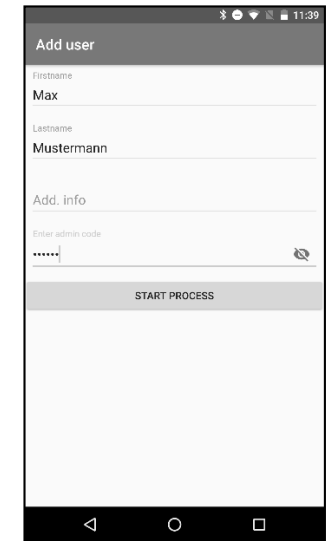 11:39
Add user
Firstname
Max
Lastname
Mustermann
Add. info
Enter admin code
••••••
START PROCESS